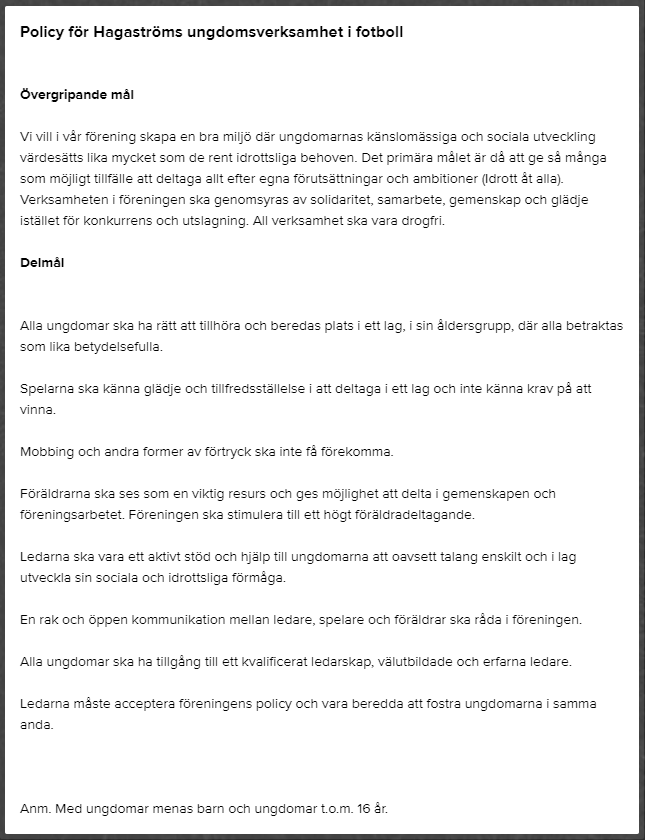 Policy för Hagaströms ungdomsverksamhet i fotboll
Övergripande mål
Vi vill i vår förening skapa en bra miljö där ungdomarnas känslomässiga och sociala utveckling
värdesätts lika mycket som de rent idrottsliga behoven. Det primära målet är då att ge så många
som möjligt tillfälle att deltaga allt efter egna förutsättningar och ambitioner (Idrott åt alla).
Verksamheten i föreningen ska genomsyras av solidaritet, samarbete, gemenskap och glädje
istället för konkurrens och utslagning. All verksamhet ska vara drogfri.
Delmål
Alla ungdomar ska ha rätt att tillhöra och beredas plats i ett lag, i sin åldersgrupp, där alla betraktas
som lika betydelsefulla.
Spelarna ska känna glädje och tillfredsställelse i att deltaga i ett lag och inte känna krav på att
vinna.
Mobbing och andra former av förtryck ska inte få förekomma.
Föräldrarna ska ses som en viktig resurs och ges möjlighet att delta i gemenskapen och
föreningsarbetet. Föreningen ska stimulera till ett högt föräldradeltagande.
Ledarna ska vara ett aktivt stöd och hjälp till ungdomarna att oavsett talang enskilt och i lag
utveckla sin sociala och idrottsliga förmåga.
En rak och öppen kommunikation mellan ledare, spelare och föräldrar ska råda i föreningen.
Alla ungdomar ska ha tillgång till ett kvalificerat ledarskap, välutbildade och erfarna ledare.
Ledarna måste acceptera föreningens policy och vara beredda att fostra ungdomarna i samma
anda.
Anm. Med ungdomar menas barn och ungdomar t.o.m. 16 år.